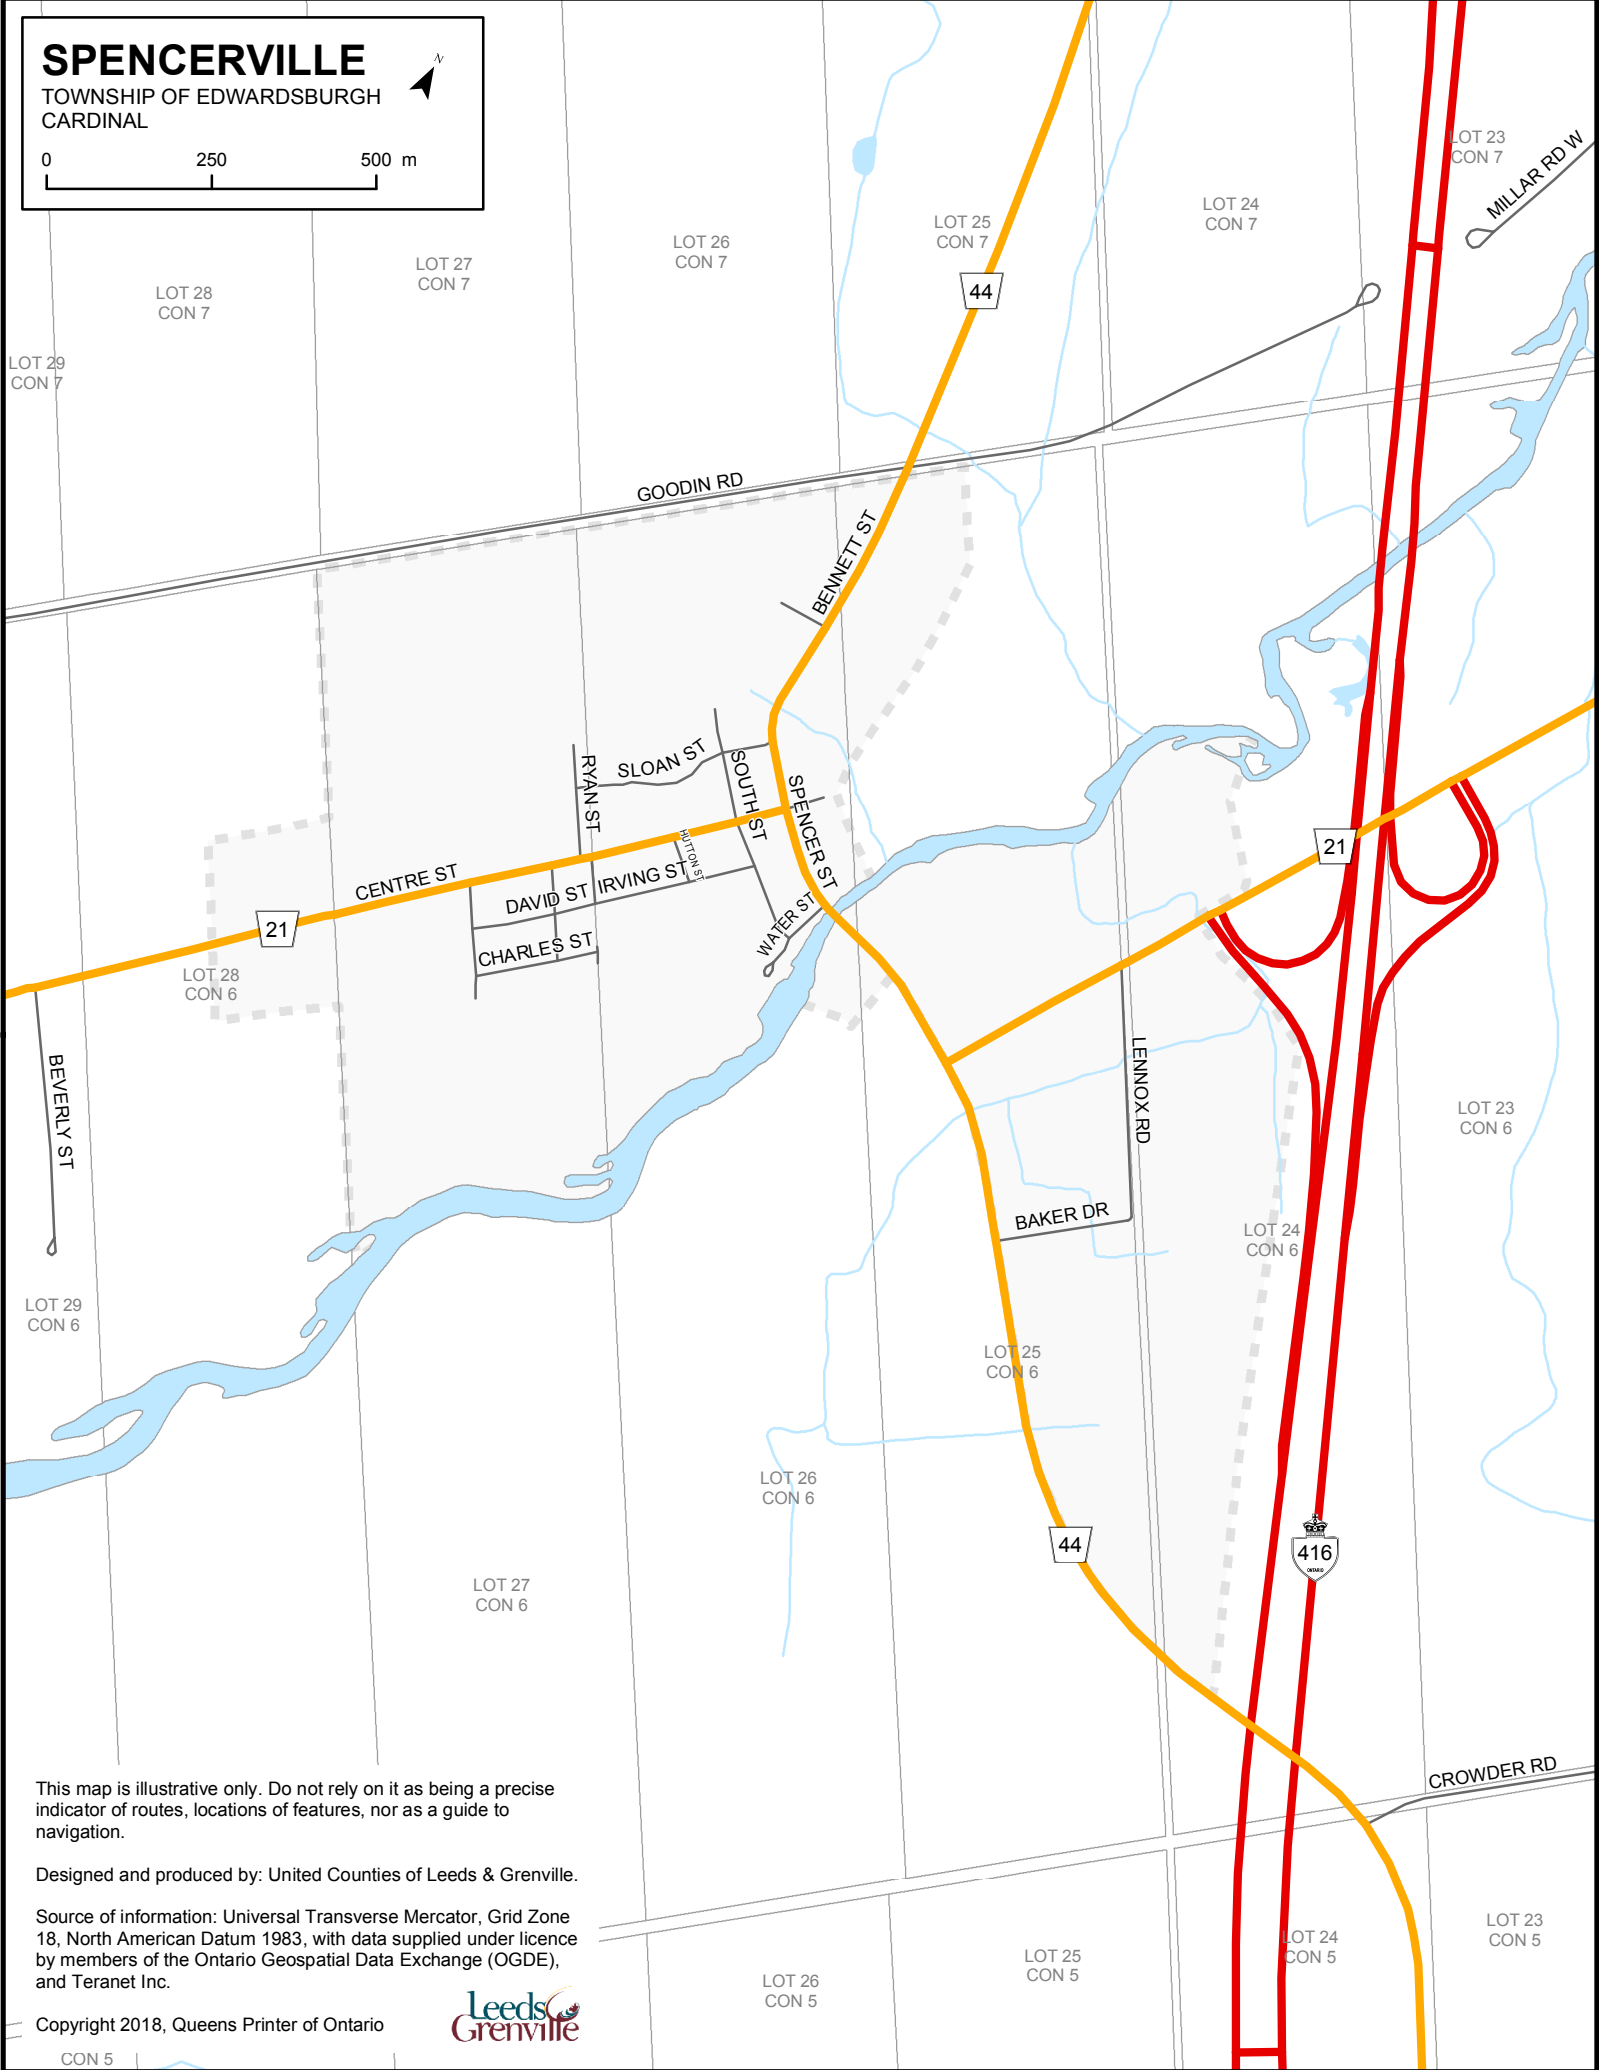 SPENCERVILLE
N
TOWNSHIP OF EDWARDSBURGH
CARDINAL
0 250 500 m
LOT 23
CON 7
MILLAR RD W
LOT 24
CON 7
LOT 25
CON 7
LOT 26
CON 7
LOT 27
CON 7
LOT 28
CON 7
LOT 29
CON 7
44
GOODIN RD
BENNETT ST
SLOAN ST
RYAN ST
SOUTH ST
SPENCER ST
HUTTON ST
21
CENTRE ST
DAVID ST
IRVING ST
WATER ST
CHARLES ST
21
LOT 28
CON 6
BEVERLY ST
LENNOX RD
LOT 23
CON 6
BAKER DR
LOT 24
CON 6
LOT 29
CON 6
LOT 25
CON 6
LOT 26
CON 6
44
416
ONTARIO
LOT 27
CON 6
CROWDER RD
This map is illustrative only. Do not rely on it as being a precise
indicator of routes, locations of features, nor as a guide to
navigation.
Designed and produced by: United Counties of Leeds & Grenville.
Source of information: Universal Transverse Mercator, Grid Zone
18, North American Datum 1983, with data supplied under licence
by members of the Ontario Geospatial Data Exchange (OGDE),
and Teranet Inc.
Copyright 2018, Queens Printer of Ontario
Leeds
Grenville
LOT 23
CON 5
LOT 24
CON 5
LOT 25
CON 5
LOT 26
CON 5
CON 5